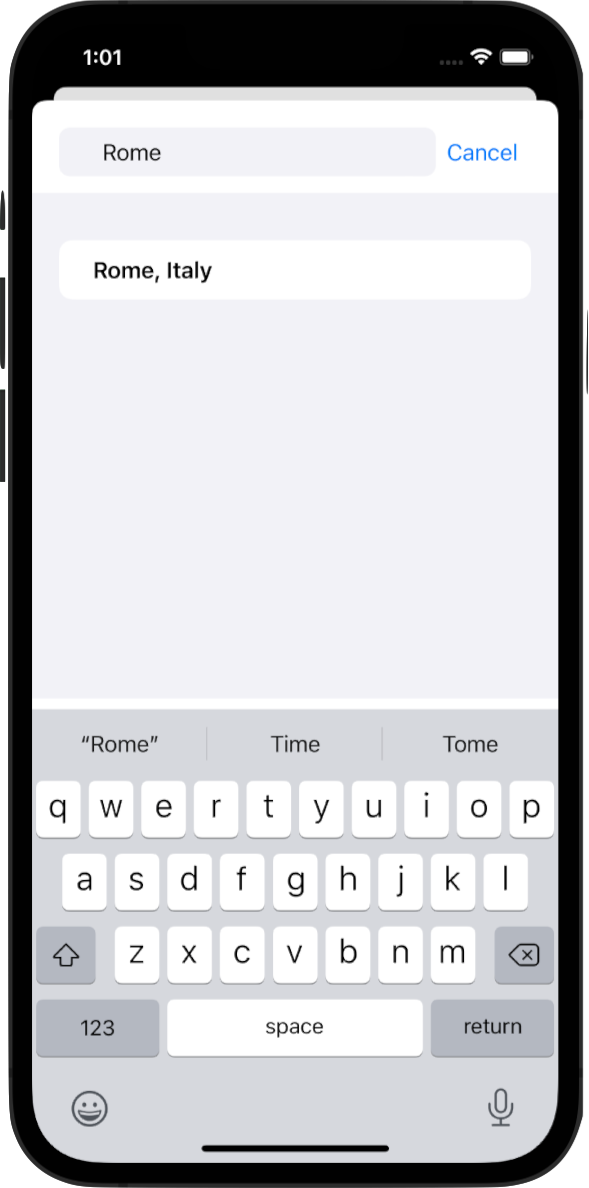 1:01
Rome Cancel
Rome, Italy
“Rome” Time Tome
q w e r t y u i o p
a s d f g h j k l
z x c v b n m
123 space return